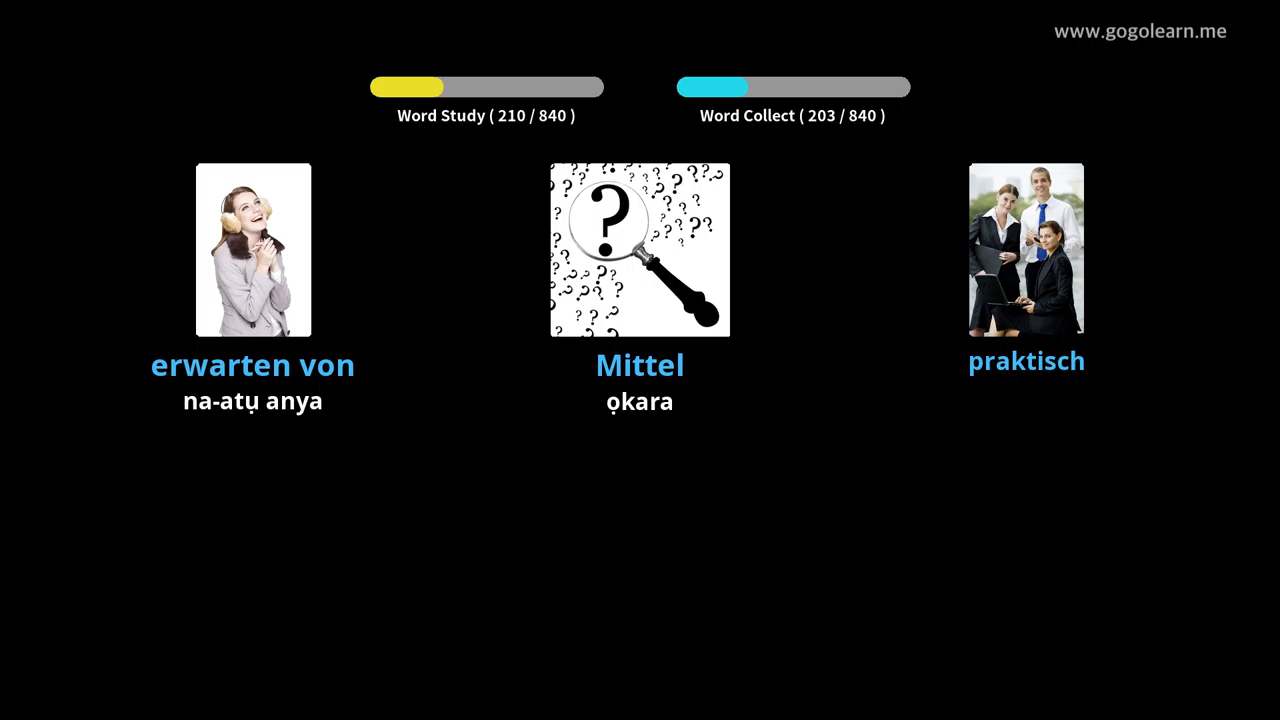 www.gogolearn.me
Word Study ( 210 / 840 )
Word Collect ( 203 / 840 )
erwarten von
na-atụ anya
Mittel
ọkara
praktisch